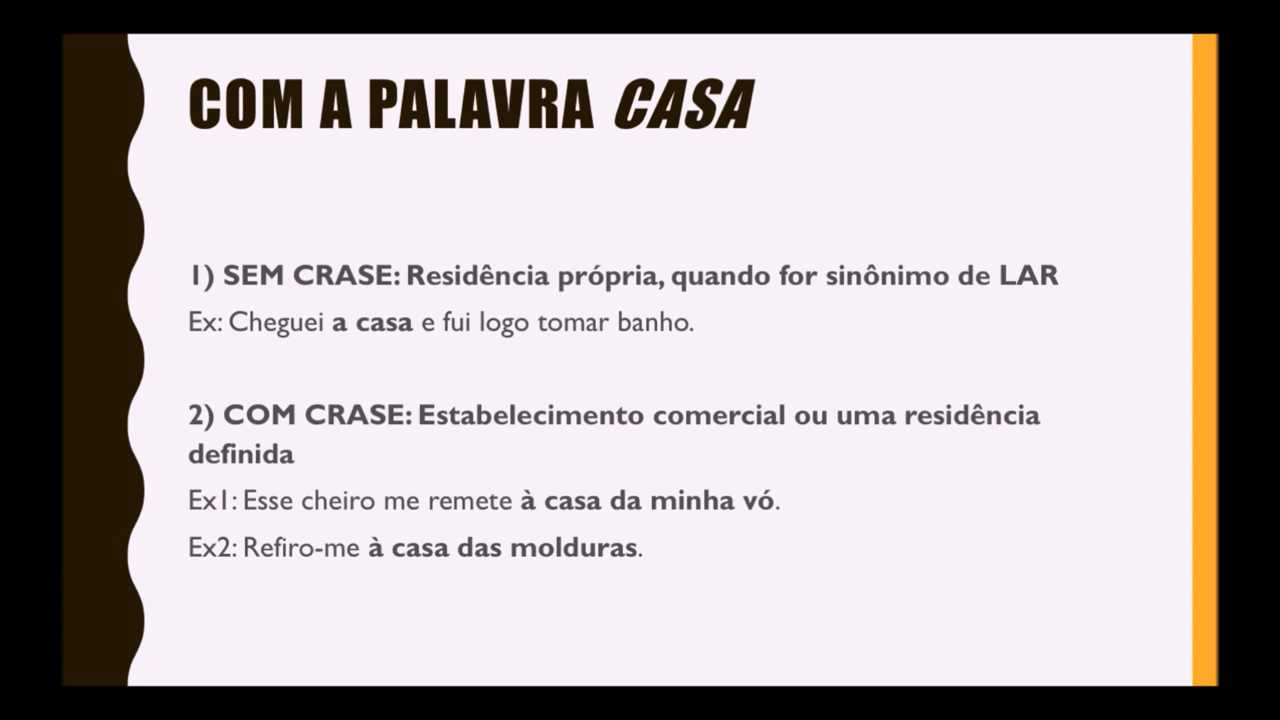 COM A PALAVRA CASA
1) SEM CRASE: Residência própria, quando for sinônimo de LAR
Ex: Cheguei a casa e fui logo tomar banho.
2) COM CRASE: Estabelecimento comercial ou uma residência
definida
Ex1: Esse cheiro me remete à casa da minha vó.
Ex2: Refiro-me à casa das molduras.